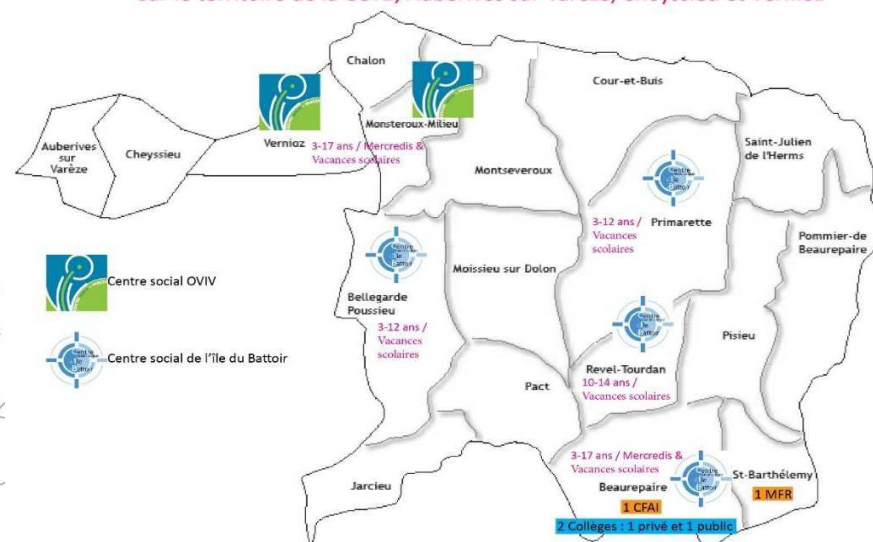 Chalon
Cour-et-Buis
Monsteroux-Milieu
Vernioz
3-17 ans / Mercredis &
Vacances scolaires
Auberives
sur
Varèze
Cheyssieu
Saint-Julien
de l'Herms
Montseveroux
Primarette
3-12 ans /
Vacances
scolaires
Pommier-de
Beaurepaire
Moissieu sur Dolon
Centre social OVIV
Bellegarde
Poussieu
3-12 ans /
Vacances
scolaires
Pisieu
Centre social de l'île du Battoir
Revel-Tourdan
10-14 ans /
Vacances scolaires
Pact
3-17 ans / Mercredis &
Vacances scolaires
St-Barthélemy
Jarcieu
Beaurepaire
1 MFR
1 CFAI
2 Collèges : 1 privé et 1 public